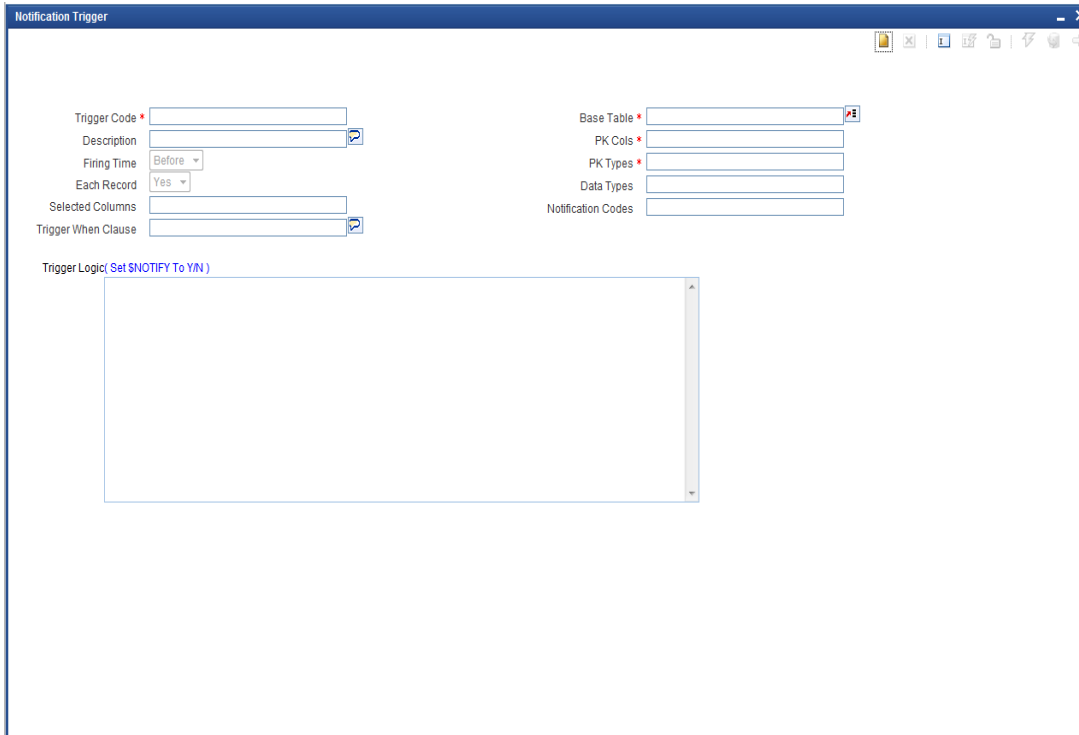 Notification Trigger
Trigger Code *
Description
Firing Time Before
Each Record Yes
Selected Columns
Trigger When Clause
Base Table *
PK Cols *
PK Types *
Data Types
Notification Codes
Trigger Logic( Set $NOTIFY To Y/N )